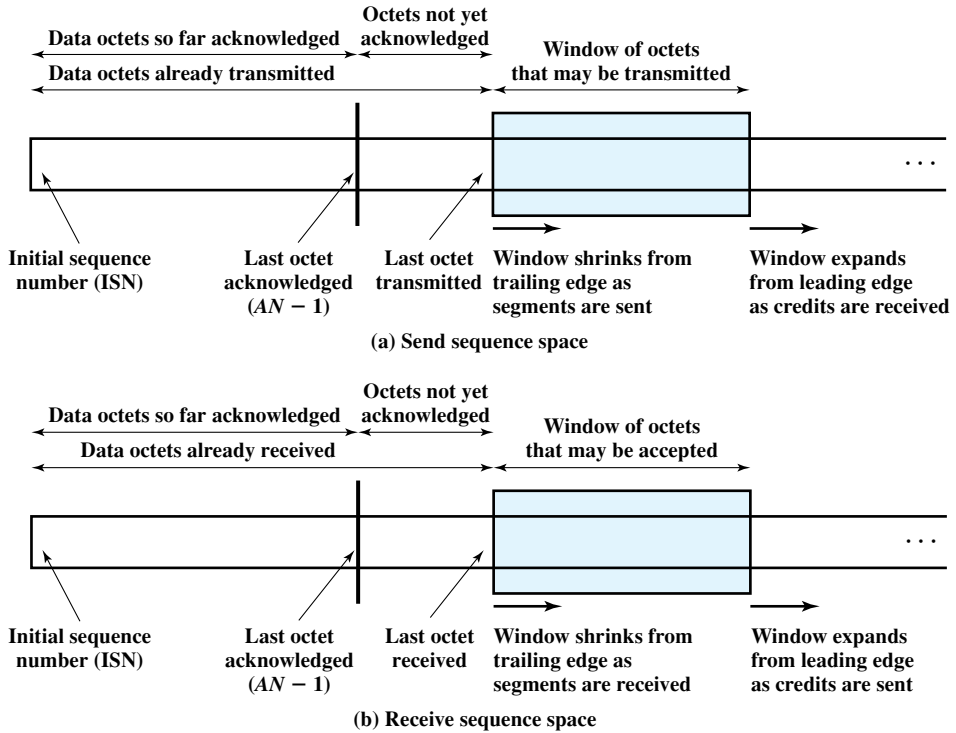 Octets not yet
acknowledged
Data octets so far acknowledged
Window of octets
that may be transmitted
Data octets already transmitted
. . .
Initial sequence
number (ISN)
Last octet
acknowledged
(AN − 1)
Last octet
transmitted
Window shrinks from
trailing edge as
segments are sent
Window expands
from leading edge
as credits are received
(a) Send sequence space
Octets not yet
acknowledged
Data octets so far acknowledged
Window of octets
that may be accepted
Data octets already received
. . .
Initial sequence
number (ISN)
Last octet
acknowledged
(AN − 1)
Last octet
received
Window shrinks from
trailing edge as
segments are received
Window expands
from leading edge
as credits are sent
(b) Receive sequence space